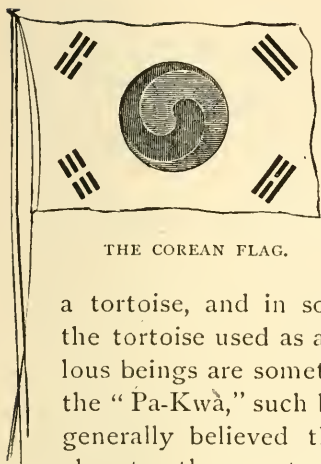 THE COREAN FLAG.
a tortoise, and in so
the tortoise used as a
lous beings are somet
the “Pa-Kwà,” such
generally believed t